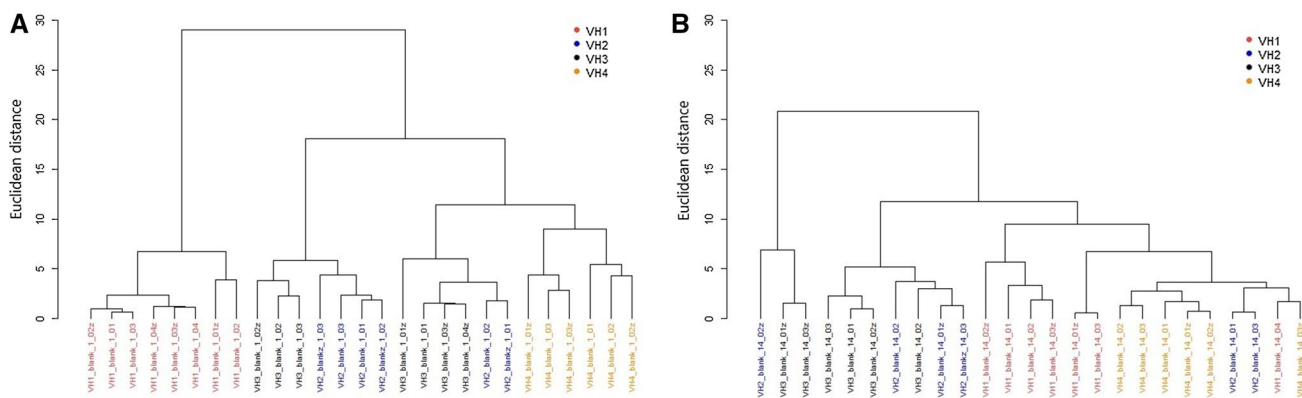 A
30
25
20
15
10
5
0
Euclidean distance
VH1
VH2
VH3
VH4
VH1_blank_1_02z
VH1_blank_1_01
VH1_blank_1_03
VH1_blank_1_04z
VH1_blank_1_03z
VH1_blank_1_04
VH1_blank_1_01z
VH1_blank_1_02
VH3_blank_1_02z
VH3_blank_1_02
VH3_blank_1_03
VH2_blankz_1_03
VH2_blank_1_03
VH2_blank_1_01
VH2_blankz_1_02
VH3_blank_1_01z
VH3_blank_1_01
VH3_blank_1_03z
VH3_blank_1_04z
VH2_blank_1_02
VH2_blankz_1_01
VH4_blank_1_01z
VH4_blank_1_03
VH4_blank_1_03z
VH4_blank_1_01
VH4_blank_1_02
VH4_blank_1_02z
B
30
25
20
15
10
5
0
Euclidean distance
VH1
VH2
VH3
VH4
VH2_blank_14_02z
VH3_blank_14_01z
VH3_blank_14_03z
VH3_blank_14_03
VH3_blank_14_01
VH3_blank_14_02z
VH2_blank_14_02
VH3_blank_14_02
VH2_blank_14_01z
VH2_blankz_14_03
VH1_blank_14_02z
VH1_blank_14_01
VH1_blank_14_02
VH1_blank_14_03z
VH1_blank_14_01z
VH1_blank_14_03
VH4_blank_14_02
VH4_blank_14_03
VH4_blank_14_01
VH4_blank_14_01z
VH4_blank_14_02z
VH2_blank_14_01
VH2_blank_14_03
VH1_blank_14_04
VH4_blank_14_03z